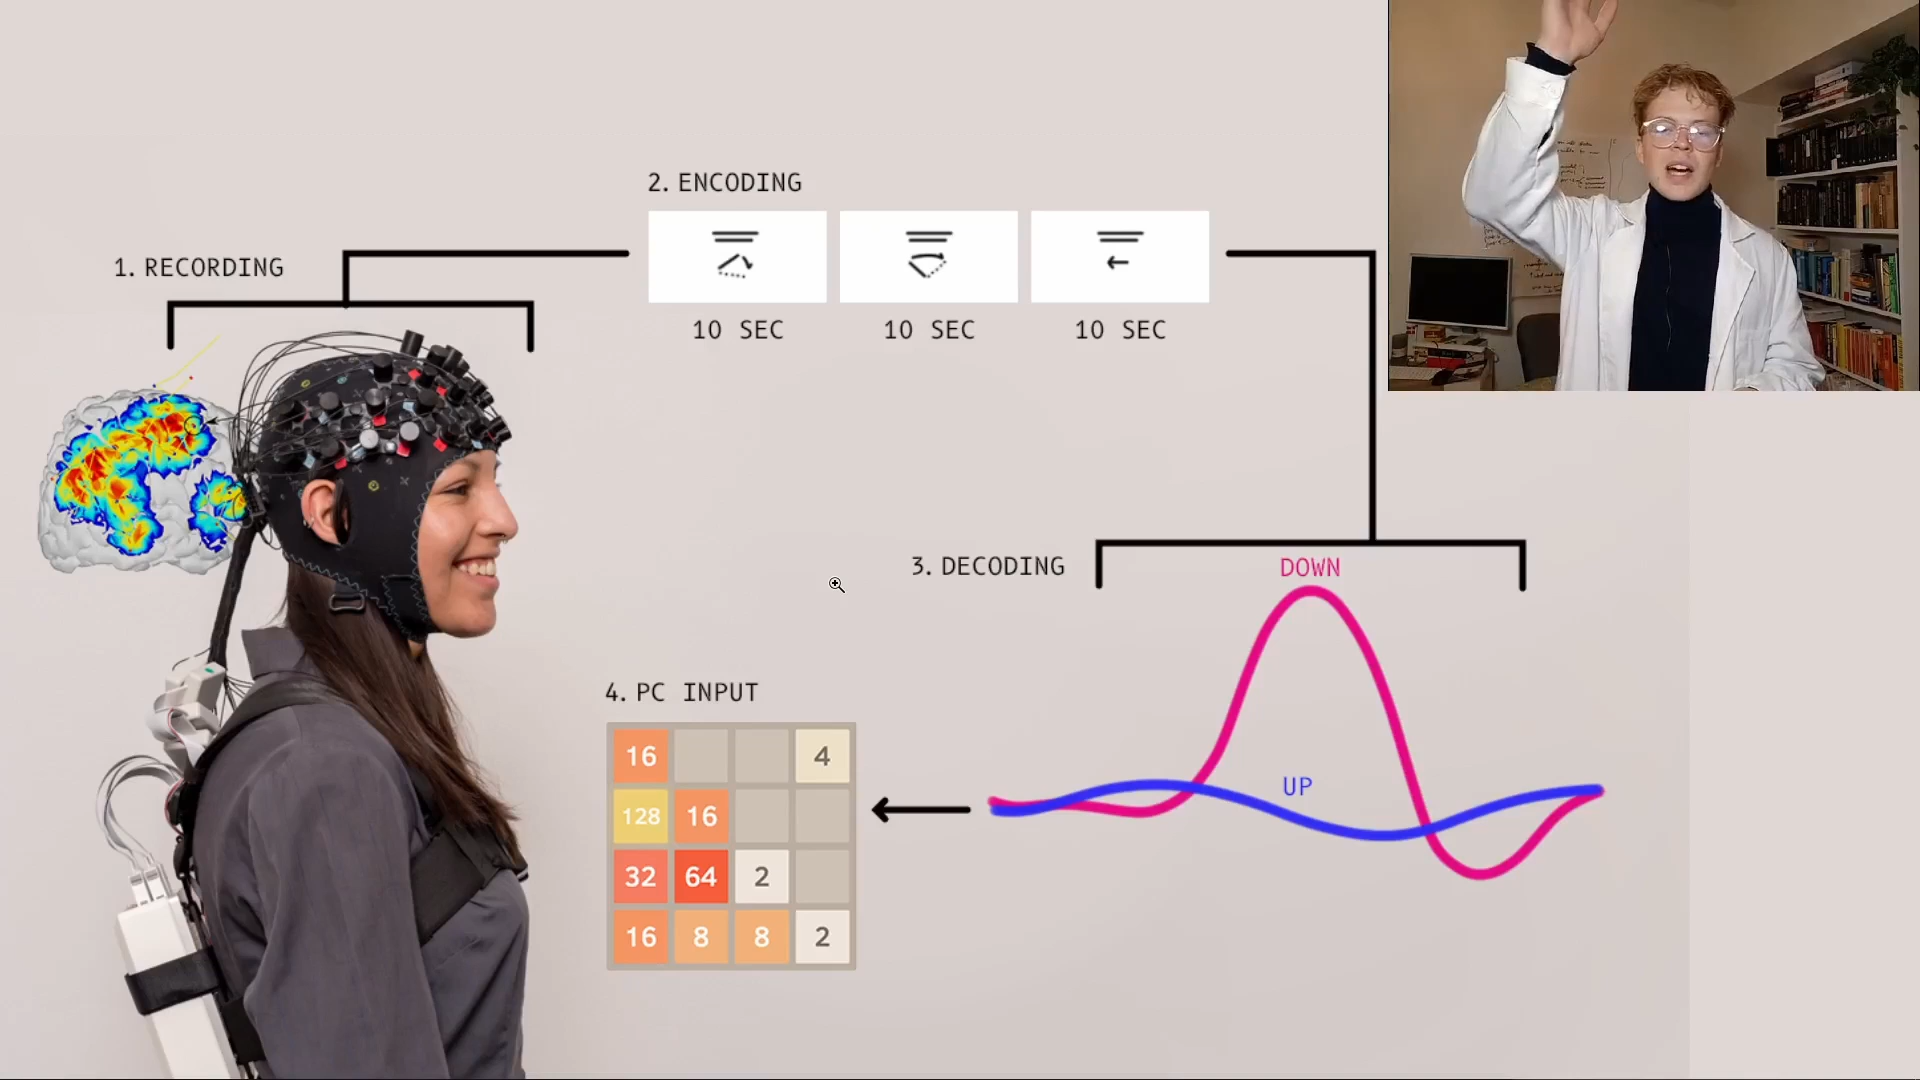 1. RECORDING
2. ENCODING
10 SEC 10 SEC 10 SEC
3. DECODING
DOWN
UP
4. PC INPUT
16 4
128 16
32 64 2
16 8 8 2